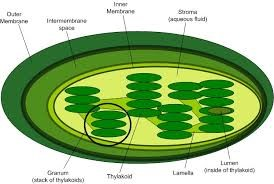 Outer
Membrane
Intermembrane
space
Inner
Membrane
Stroma
(aqueous fluid)
Granum
(stack of thylakoids)
Thylakoid
Lamella
Lumen
(inside of thylakoid)